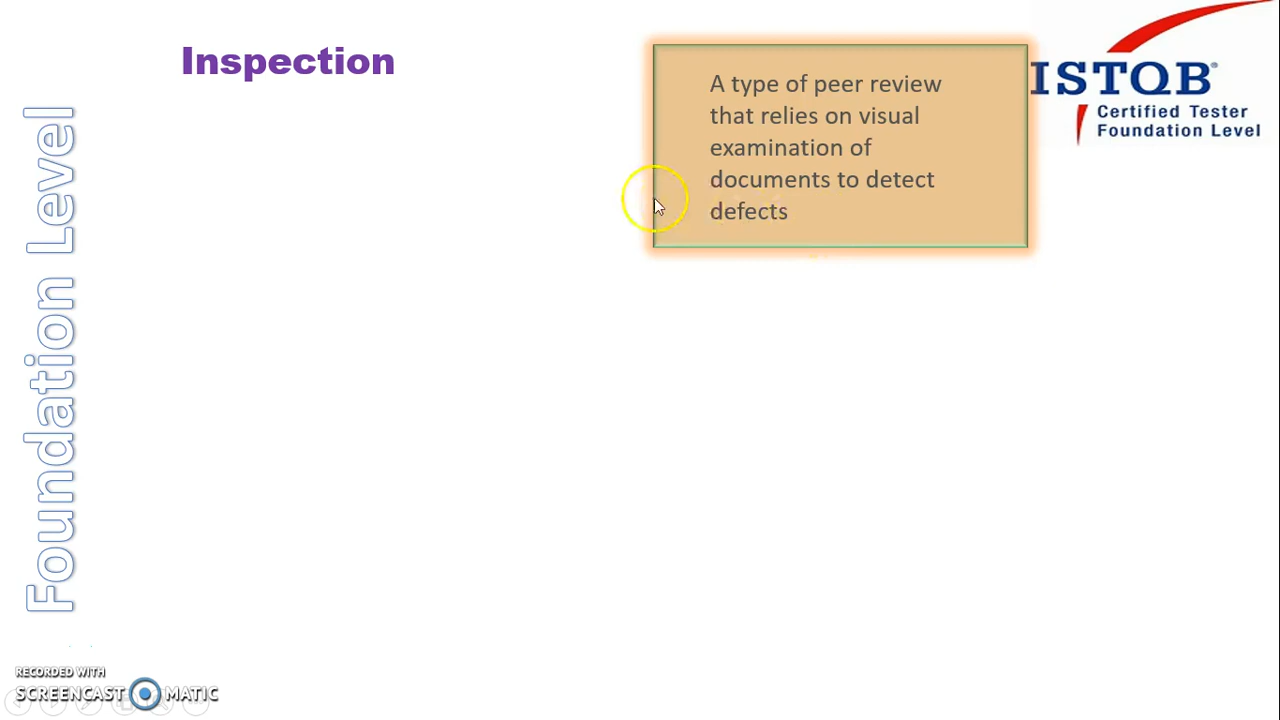 Inspection
A type of peer review
that relies on visual
examination of
documents to detect
defects
ISTQB®
Certified Tester
Foundation Level
Foundation Level
RECORDED WITH
SCREENCAST MATIC